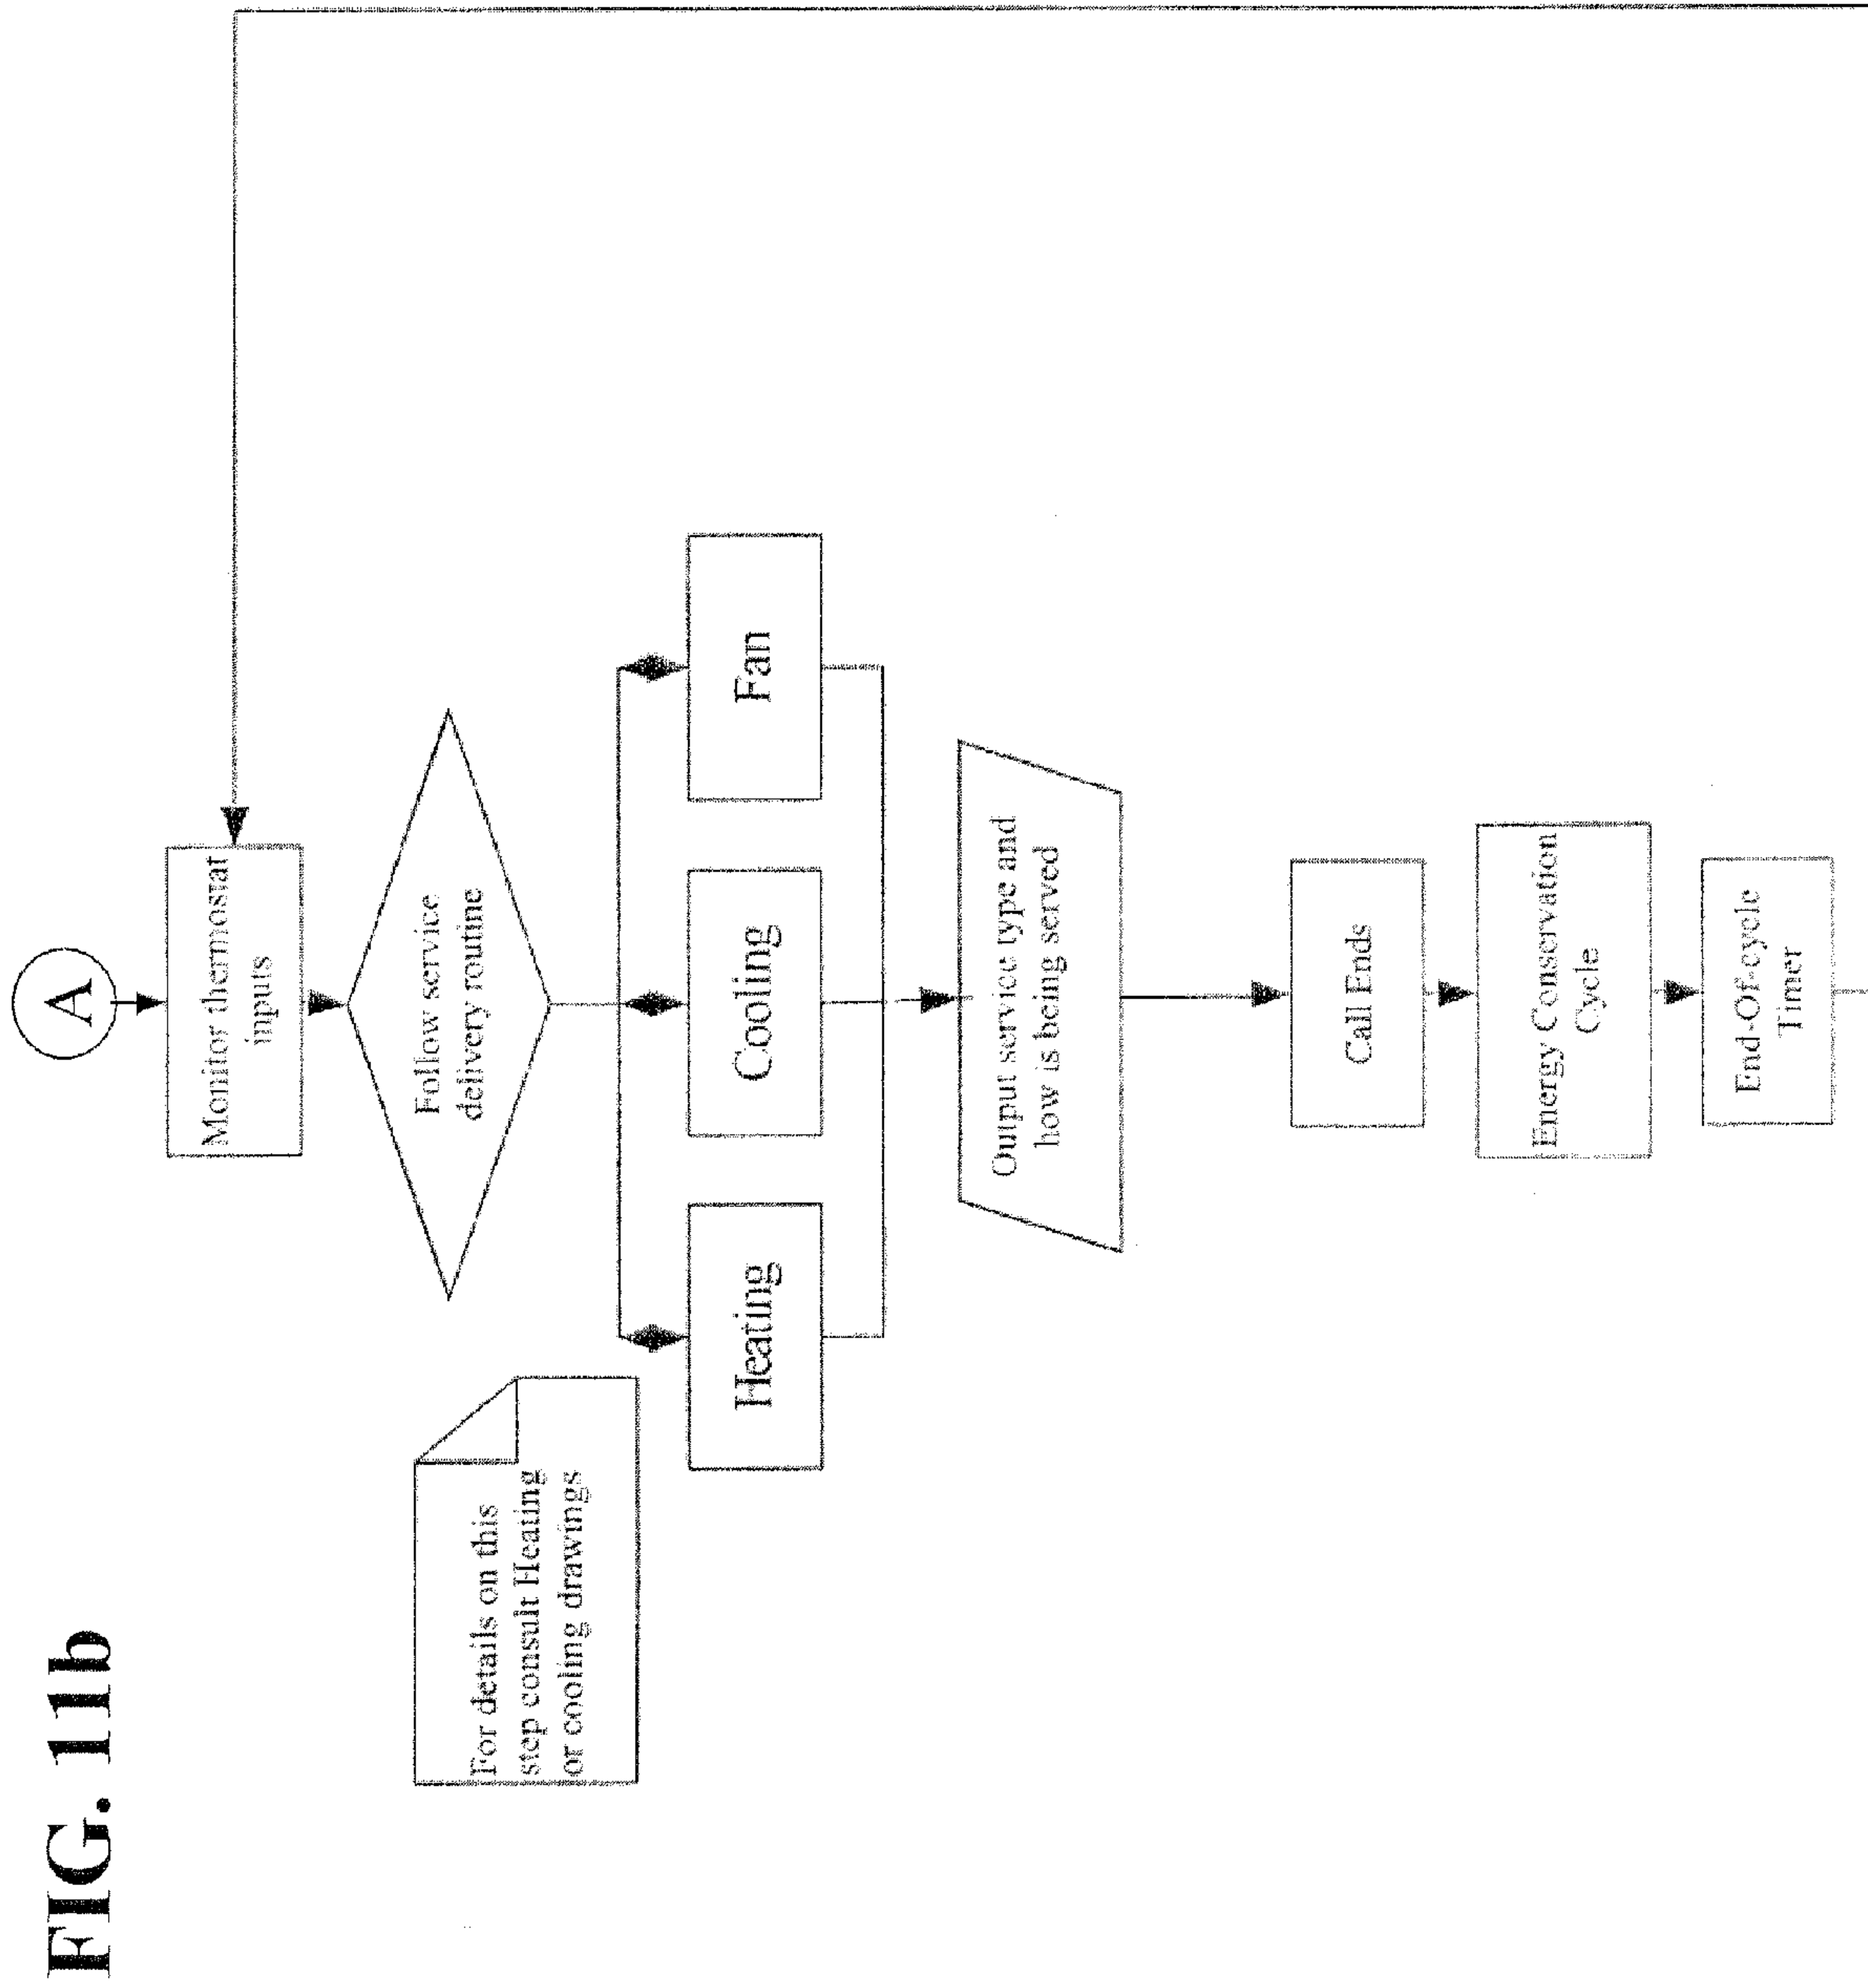 FIG. 11b
A
Monitor thermostat
inputs
Follow service
delivery routine
For details on this
step consult Heating
or cooling drawings
Heating
Cooling
Fan
Output service type and
how is being served
Call Ends
Energy Conservation
Cycle
End-Of-cycle
Timer